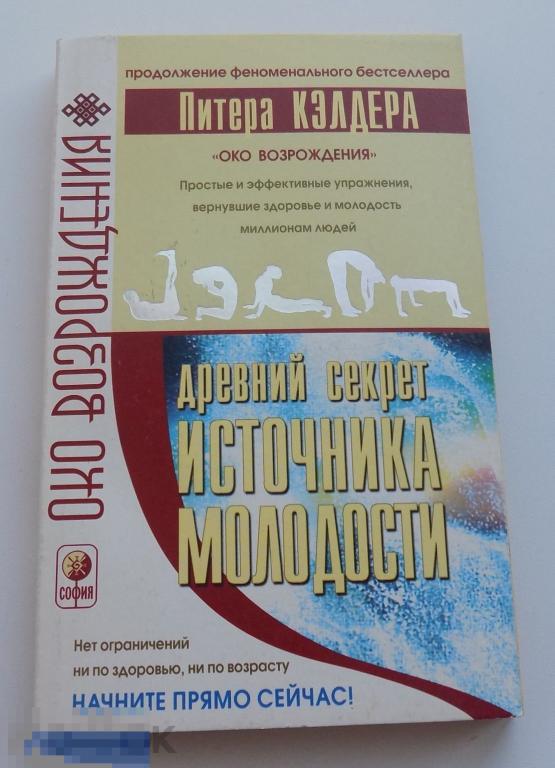 продолжение феноменального бестселлера
Питера КЭЛДЕРА
«ОКО ВОЗРОЖДЕНИЯ»
Простые и эффективные упражнения,
вернувшие здоровье и молодость
миллионам людей
ОКО ВОЗРОЖДЕНИЯ
древний секрет
ИСТОЧНИКА
МОЛОДОСТИ
СОФИЯ
Нет ограничений
ни по здоровью, ни по возрасту
НАЧНИТЕ ПРЯМО СЕЙЧАС!